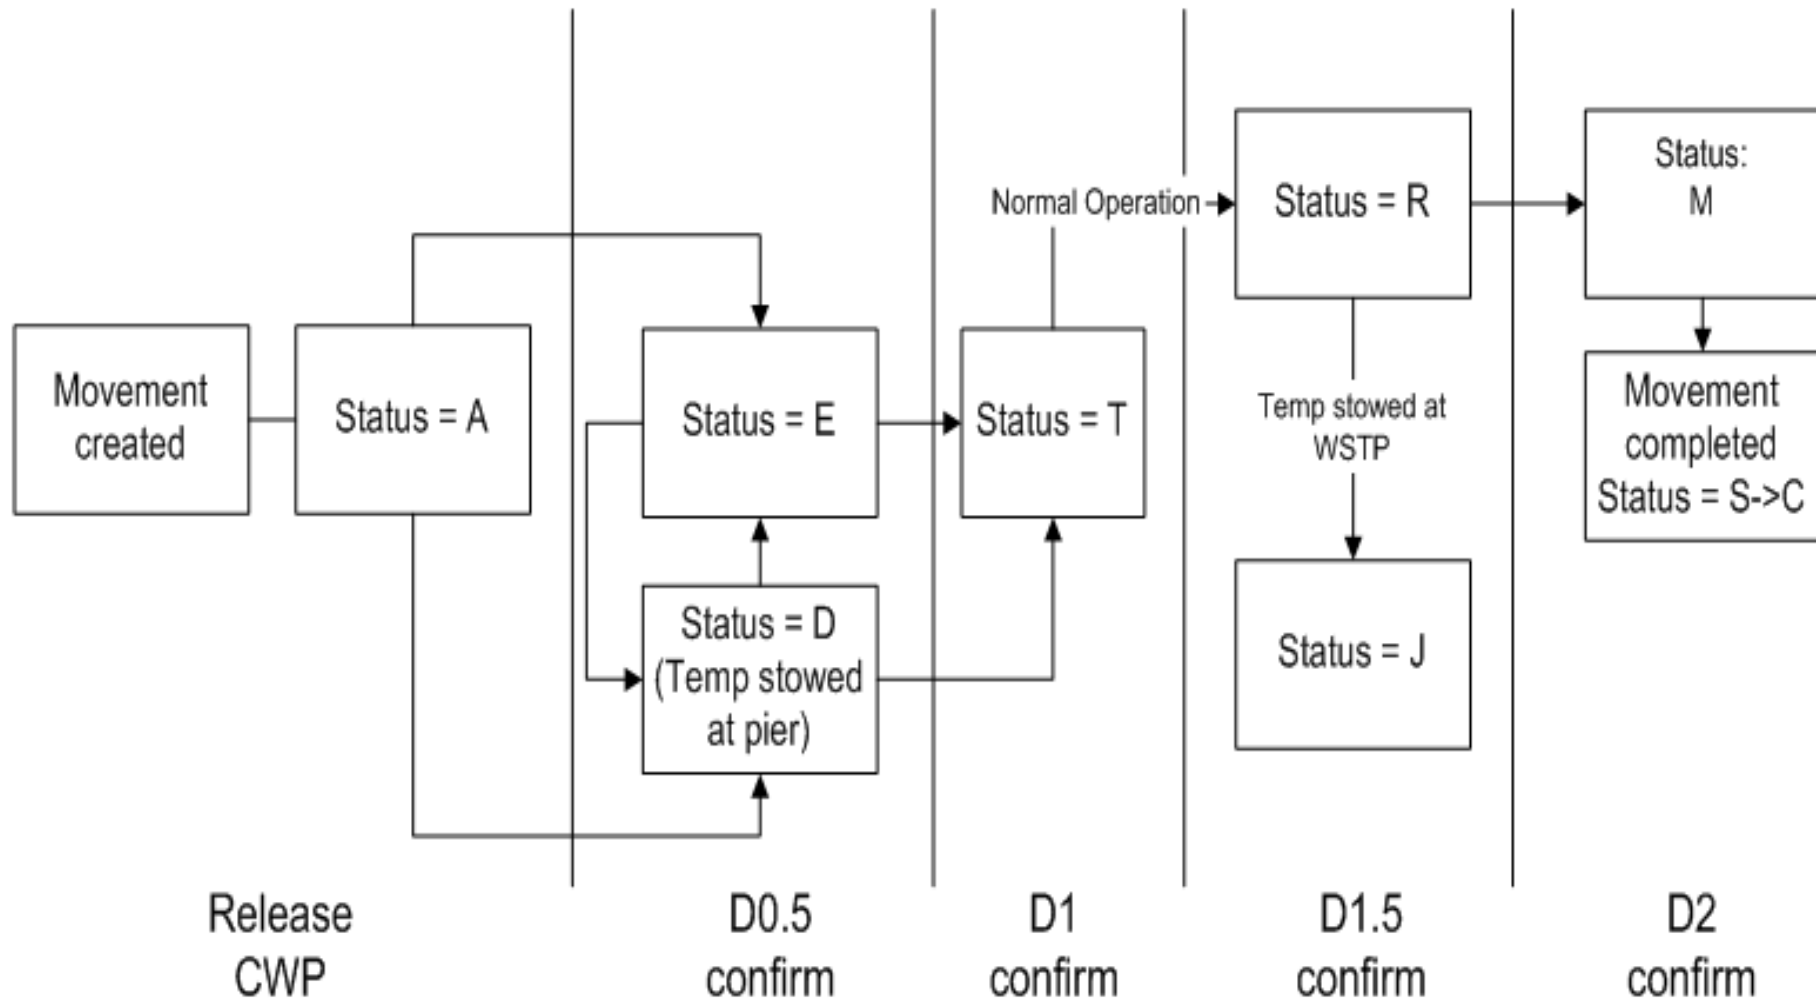 Movement
created
Status = A
Status = E
Status = D
(Temp stowed
at pier)
Status = T
Normal Operation
Status = R
Temp stowed at
WSTP
Status = J
Status:
M
Movement
completed
Status = S->C
Release
CWP
D0.5
confirm
D1
confirm
D1.5
confirm
D2
confirm